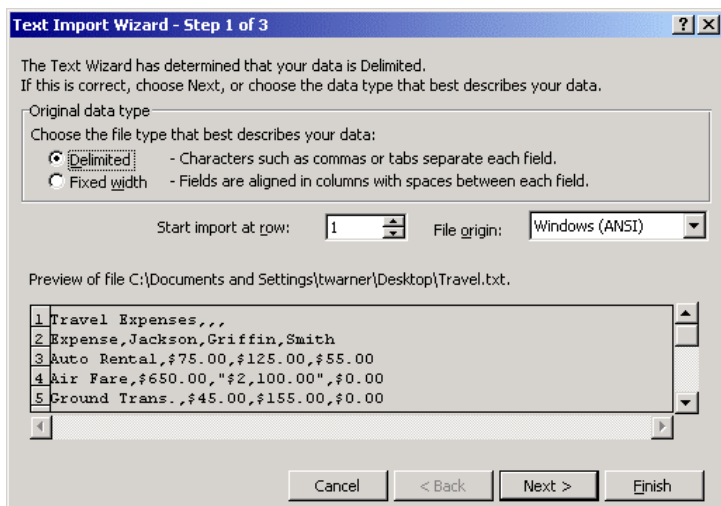 Text Import Wizard - Step 1 of 3
The Text Wizard has determined that your data is Delimited.
If this is correct, choose Next, or choose the data type that best describes your data.
Original data type
Choose the file type that best describes your data:
Delimited - Characters such as commas or tabs separate each field.
Fixed width - Fields are aligned in columns with spaces between each field.
Start import at row: 1 File origin: Windows (ANSI)
Preview of file C:\Documents and Settings\twarner\Desktop\Travel.txt.
1 Travel Expenses,,,
2 Expense,Jackson,Griffin,Smith
3 Auto Rental,$75.00,$125.00,$55.00
4 Air Fare,$650.00,"$2,100.00",$0.00
5 Ground Trans.,$45.00,$155.00,$0.00
Cancel < Back Next > Finish